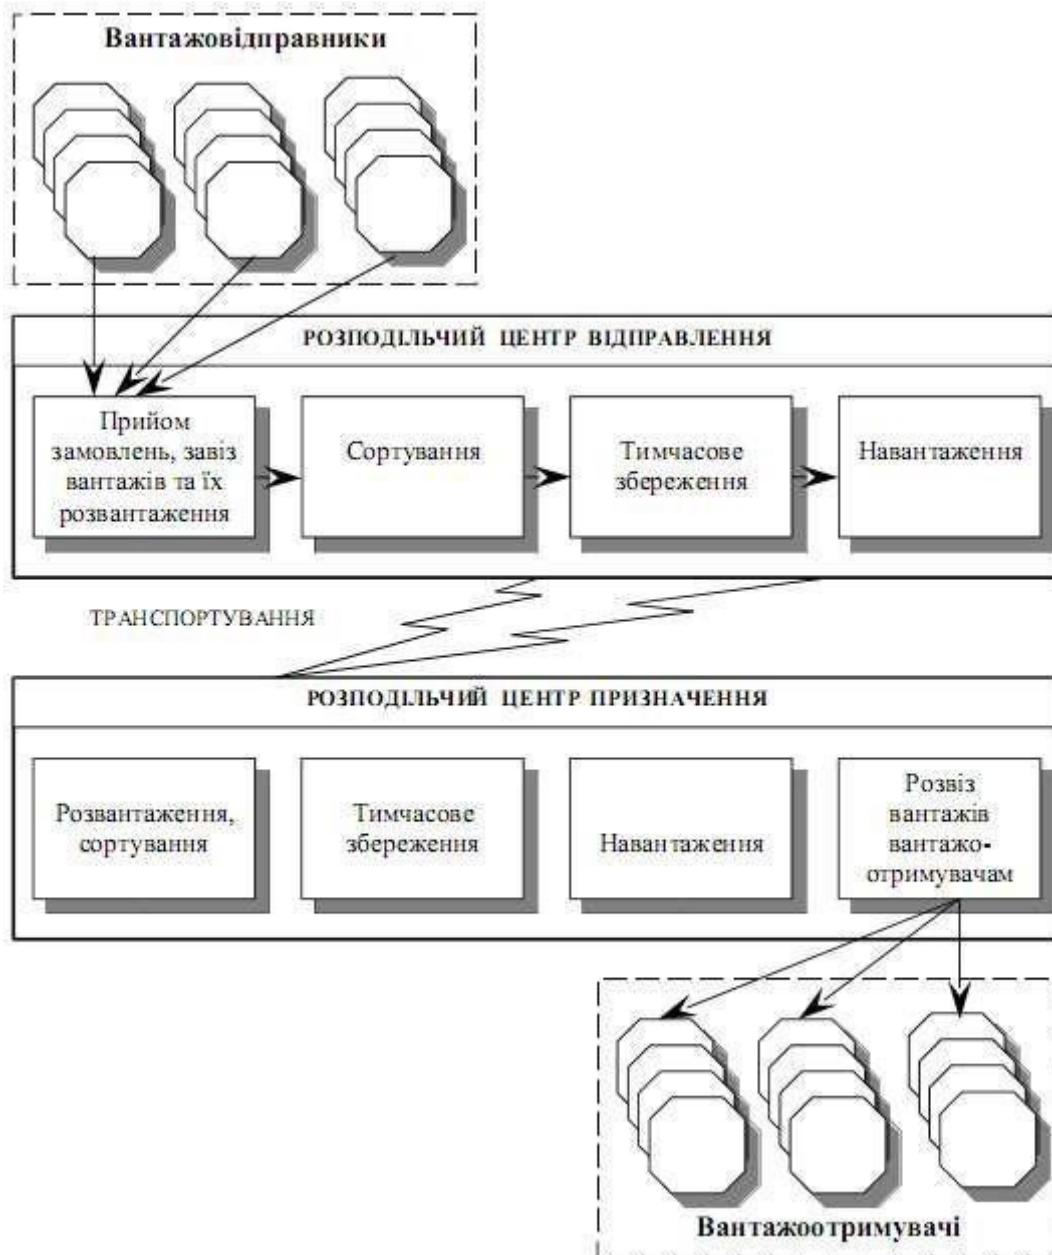 Вантажовідправники
РОЗПОДІЛЬЧИЙ ЦЕНТР ВІДПРАВЛЕННЯ
Прийом
замовлень, завіз
вантажів та їх
розвантаження
Сортування
Тимчасове
збереження
Навантаження
ТРАНСПОРТУВАННЯ
РОЗПОДІЛЬЧИЙ ЦЕНТР ПРИЗНАЧЕННЯ
Розвантаження,
сортування
Тимчасове
збереження
Навантаження
Розвіз
вантажів
вантажо-
отримувачам
Вантажоотримувачі